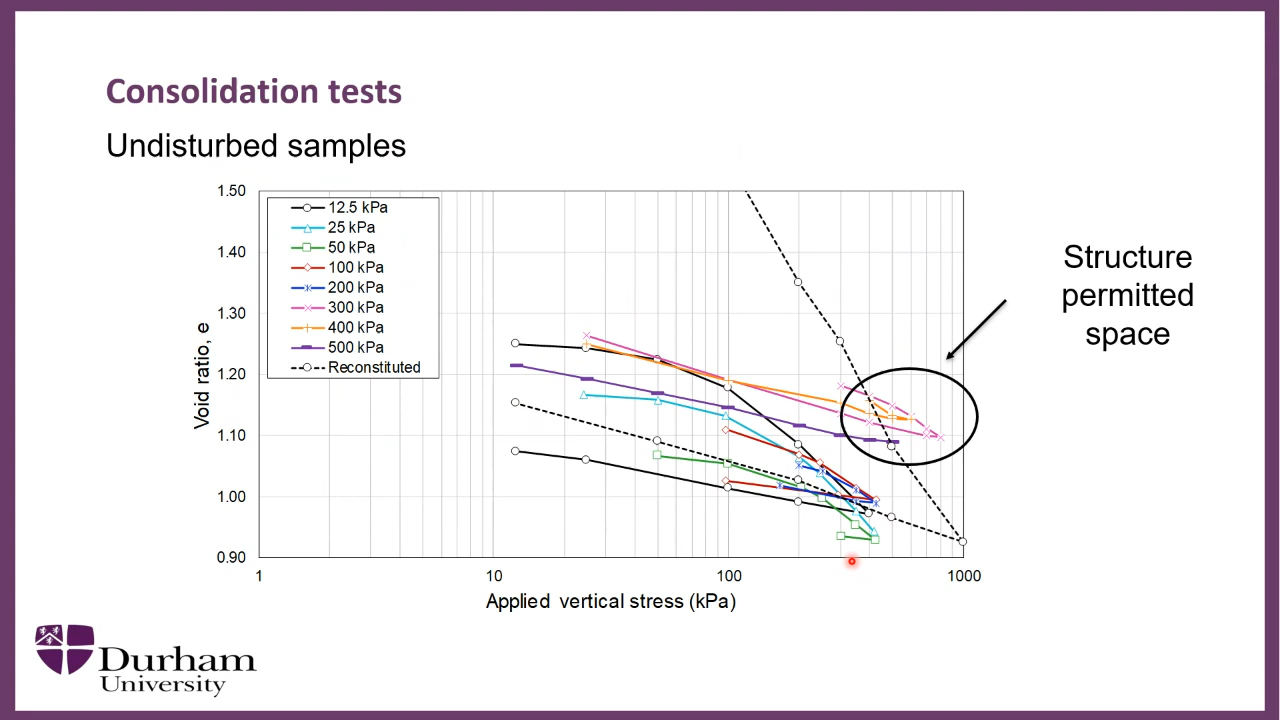 Consolidation tests
Undisturbed samples
1.50
1.40
1.30
1.20
1.10
1.00
0.90
Void ratio, e
12.5 kPa
25 kPa
50 kPa
100 kPa
200 kPa
300 kPa
400 kPa
500 kPa
Reconstituted
1
10
100
1000
Applied vertical stress (kPa)
Structure
permitted
space
Durham
University